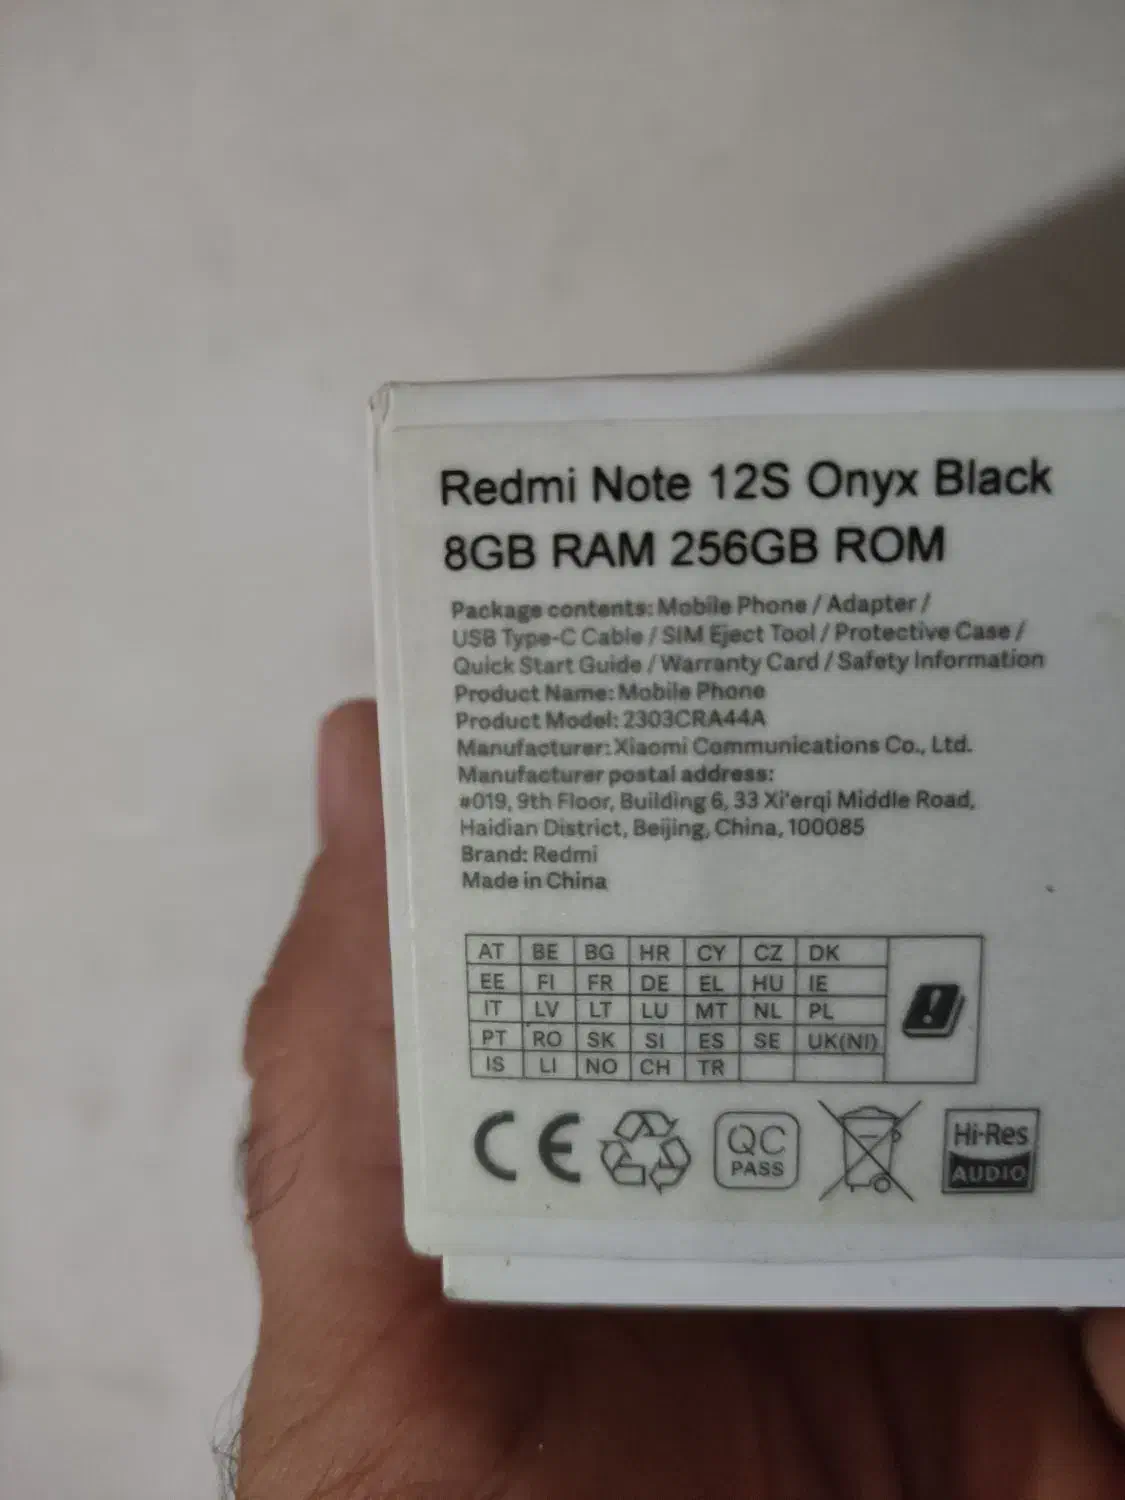 Redmi Note 12S Onyx Black
8GB RAM 256GB ROM
Package contents: Mobile Phone / Adapter /
USB Type-C Cable / SIM Eject Tool / Protective Case /
Quick Start Guide / Warranty Card / Safety Information
Product Name: Mobile Phone
Product Model: 2303CRA44A
Manufacturer: Xiaomi Communications Co., Ltd.
Manufacturer postal address:
#019, 9th Floor, Building 6, 33 Xi'erqi Middle Road,
Haidian District, Beijing, China, 100085
Brand: Redmi
Made in China
AT BE BG HR CY CZ DK
EE FI FR DE EL HU IE
IT LV LT LU MT NL PL
PT RO SK SI ES SE UK(NI)
IS LI NO CH TR
CE
QC
PASS
Hi-Res
AUDIO